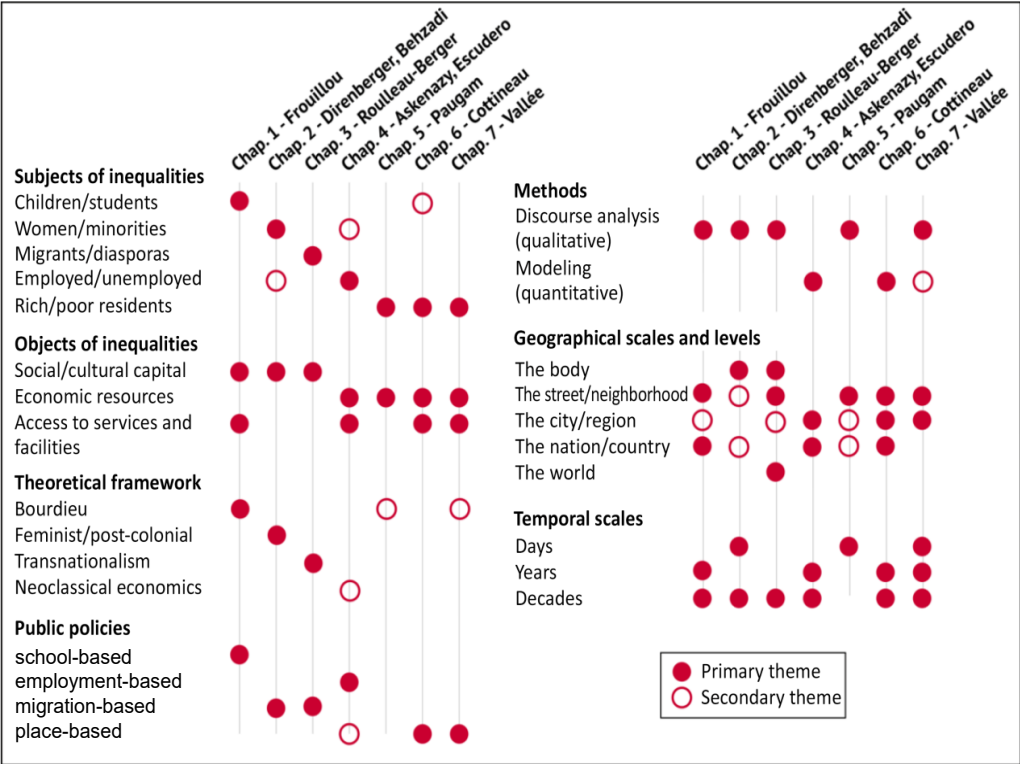 Chap. 1 - Frouillou
Chap. 2 - Direnberger, Behzadi
Chap. 3 - Roulleau-Berger
Chap. 4 - Askenazy, Escudero
Chap. 5 - Paugam
Chap. 6 - Cottineau
Chap. 7 - Vallée
Subjects of inequalities
Children/students
Women/minorities
Migrants/diasporas
Employed/unemployed
Rich/poor residents
Objects of inequalities
Social/cultural capital
Economic resources
Access to services and
facilities
Theoretical framework
Bourdieu
Feminist/post-colonial
Transnationalism
Neoclassical economics
Public policies
school-based
employment-based
migration-based
place-based
Chap. 1 - Frouillou
Chap. 2 - Direnberger, Behzadi
Chap. 3 - Roulleau-Berger
Chap. 4 - Askenazy, Escudero
Chap. 5 - Paugam
Chap. 6 - Cottineau
Chap. 7 - Vallée
Methods
Discourse analysis
(qualitative)
Modeling
(quantitative)
Geographical scales and levels
The body
The street/neighborhood
The city/region
The nation/country
The world
Temporal scales
Days
Years
Decades
Primary theme
Secondary theme